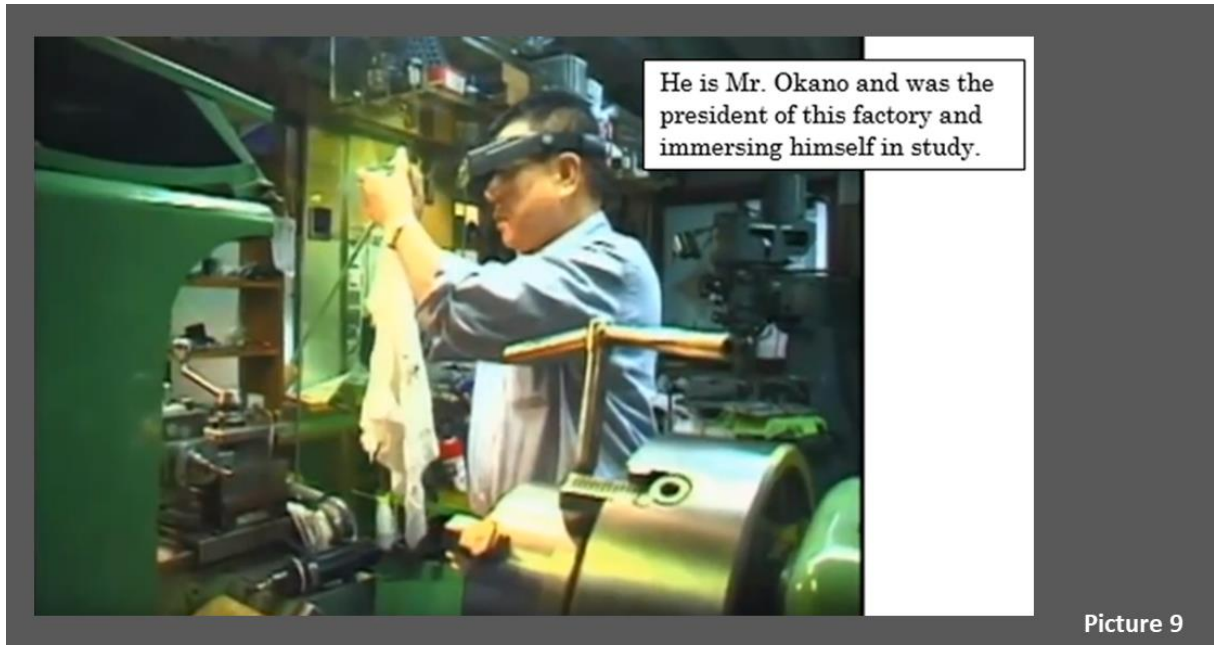 He is Mr. Okano and was the
president of this factory and
immersing himself in study.
Picture 9